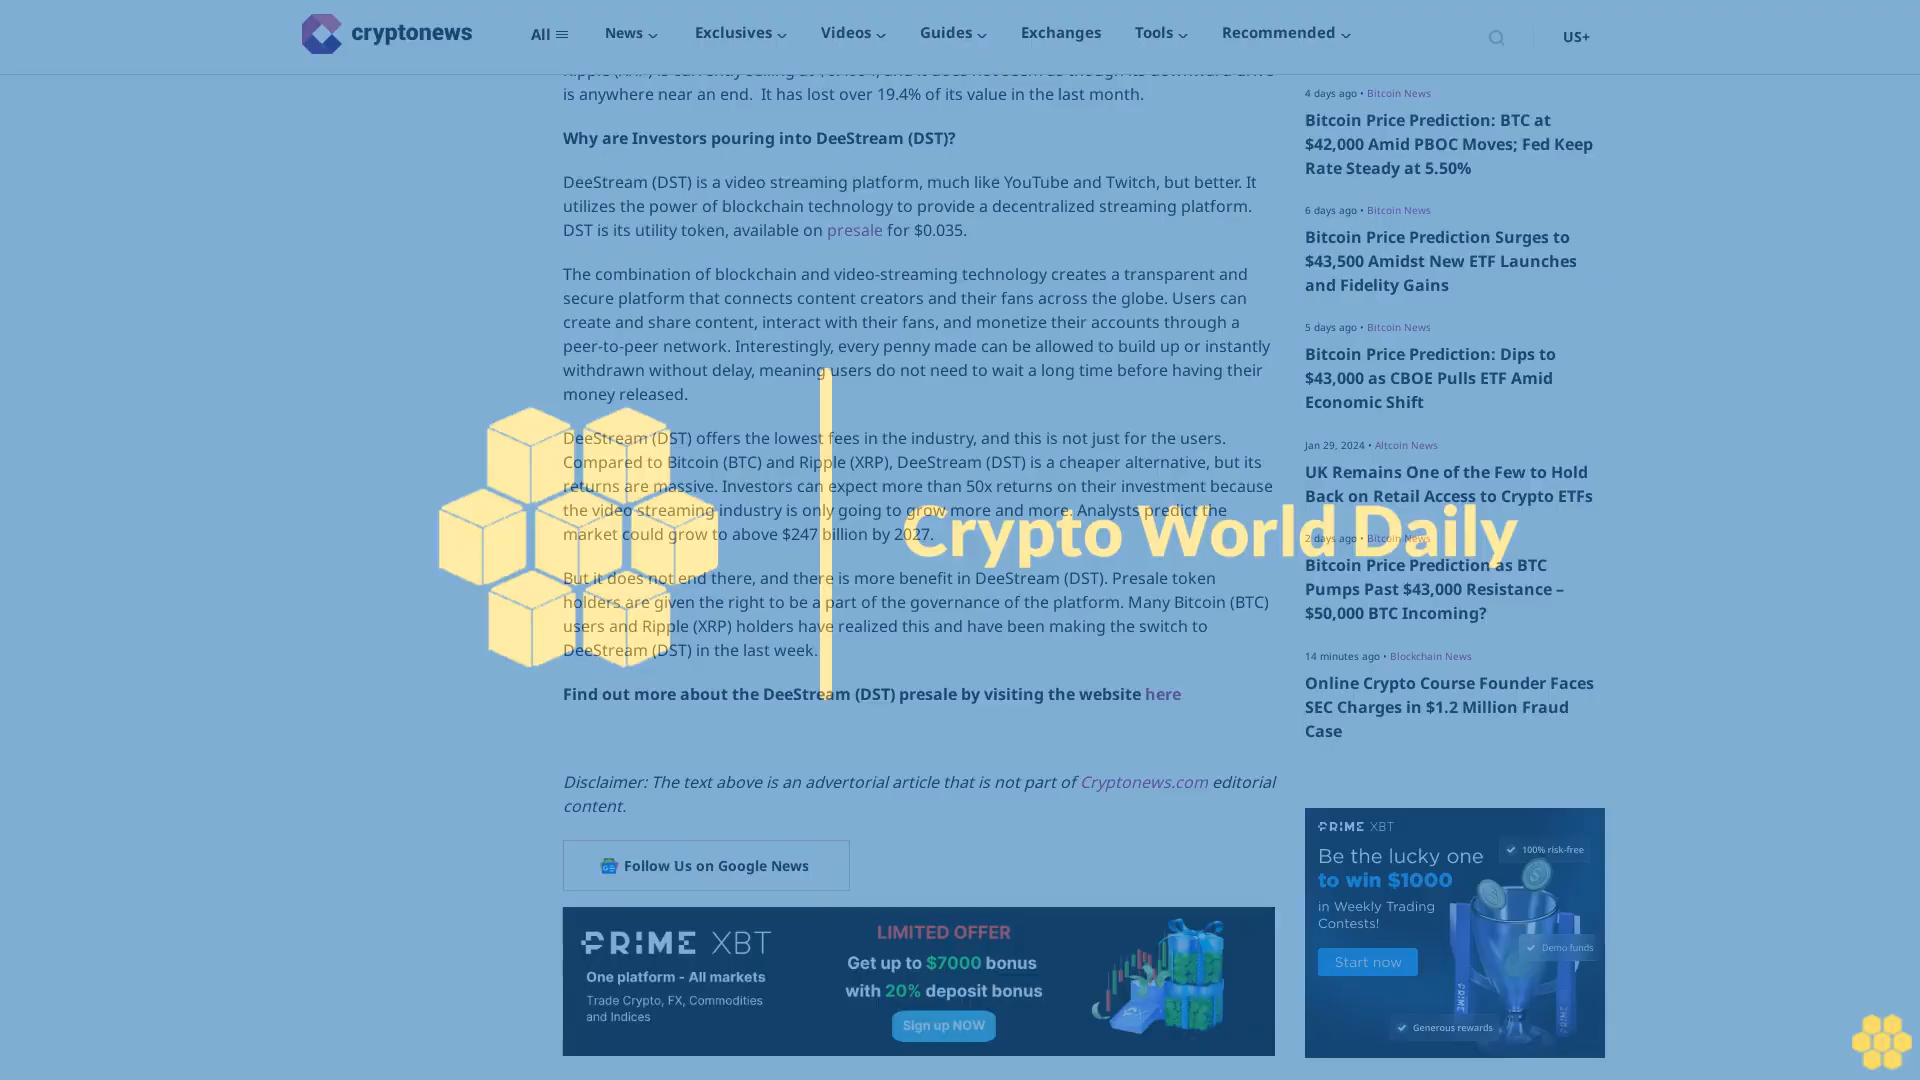 cryptonews
All
News
Exclusives
Videos
Guides
Exchanges
Tools
Recommended
US+
is anywhere near an end. It has lost over 19.4% of its value in the last month.
Why are Investors pouring into DeeStream (DST)?
DeeStream (DST) is a video streaming platform, much like YouTube and Twitch, but better. It
utilizes the power of blockchain technology to provide a decentralized streaming platform.
DST is its utility token, available on presale for $0.035.
The combination of blockchain and video-streaming technology creates a transparent and
secure platform that connects content creators and their fans across the globe. Users can
create and share content, interact with their fans, and monetize their accounts through a
peer-to-peer network. Interestingly, every penny made can be allowed to build up or instantly
withdrawn without delay, meaning users do not need to wait a long time before having their
money released.
DeeStream (DST) offers the lowest fees in the industry, and this is not just for the users.
Compared to Bitcoin (BTC) and Ripple (XRP), DeeStream (DST) is a cheaper alternative, but its
returns are massive. Investors can expect more than 50x returns on their investment because
the video streaming industry is only going to grow more and more. Analysts predict the
market could grow to above $247 billion by 2027.
But it does not end there, and there is more benefit in DeeStream (DST). Presale token
holders are given the right to be a part of the governance of the platform. Many Bitcoin (BTC)
users and Ripple (XRP) holders have realized this and have been making the switch to
DeeStream (DST) in the last week.
Find out more about the DeeStream (DST) presale by visiting the website here
Disclaimer: The text above is an advertorial article that is not part of Cryptonews.com editorial
content.
Follow Us on Google News
PRIME XBT
One platform - All markets
Trade Crypto, FX, Commodities
and Indices
LIMITED OFFER
Get up to $7000 bonus
with 20% deposit bonus
Sign up NOW
4 days ago • Bitcoin News
Bitcoin Price Prediction: BTC at
$42,000 Amid PBOC Moves; Fed Keep
Rate Steady at 5.50%
6 days ago • Bitcoin News
Bitcoin Price Prediction Surges to
$43,500 Amidst New ETF Launches
and Fidelity Gains
5 days ago • Bitcoin News
Bitcoin Price Prediction: Dips to
$43,000 as CBOE Pulls ETF Amid
Economic Shift
Jan 29, 2024 • Altcoin News
UK Remains One of the Few to Hold
Back on Retail Access to Crypto ETFs
2 days ago • Bitcoin News
Bitcoin Price Prediction as BTC
Pumps Past $43,000 Resistance –
$50,000 BTC Incoming?
14 minutes ago • Blockchain News
Online Crypto Course Founder Faces
SEC Charges in $1.2 Million Fraud
Case
PRIME XBT
Be the lucky one
to win $1000
in Weekly Trading
Contests!
Start now
100% risk-free
Demo funds
Generous rewards
PRIME
PRIME
Crypto World Daily